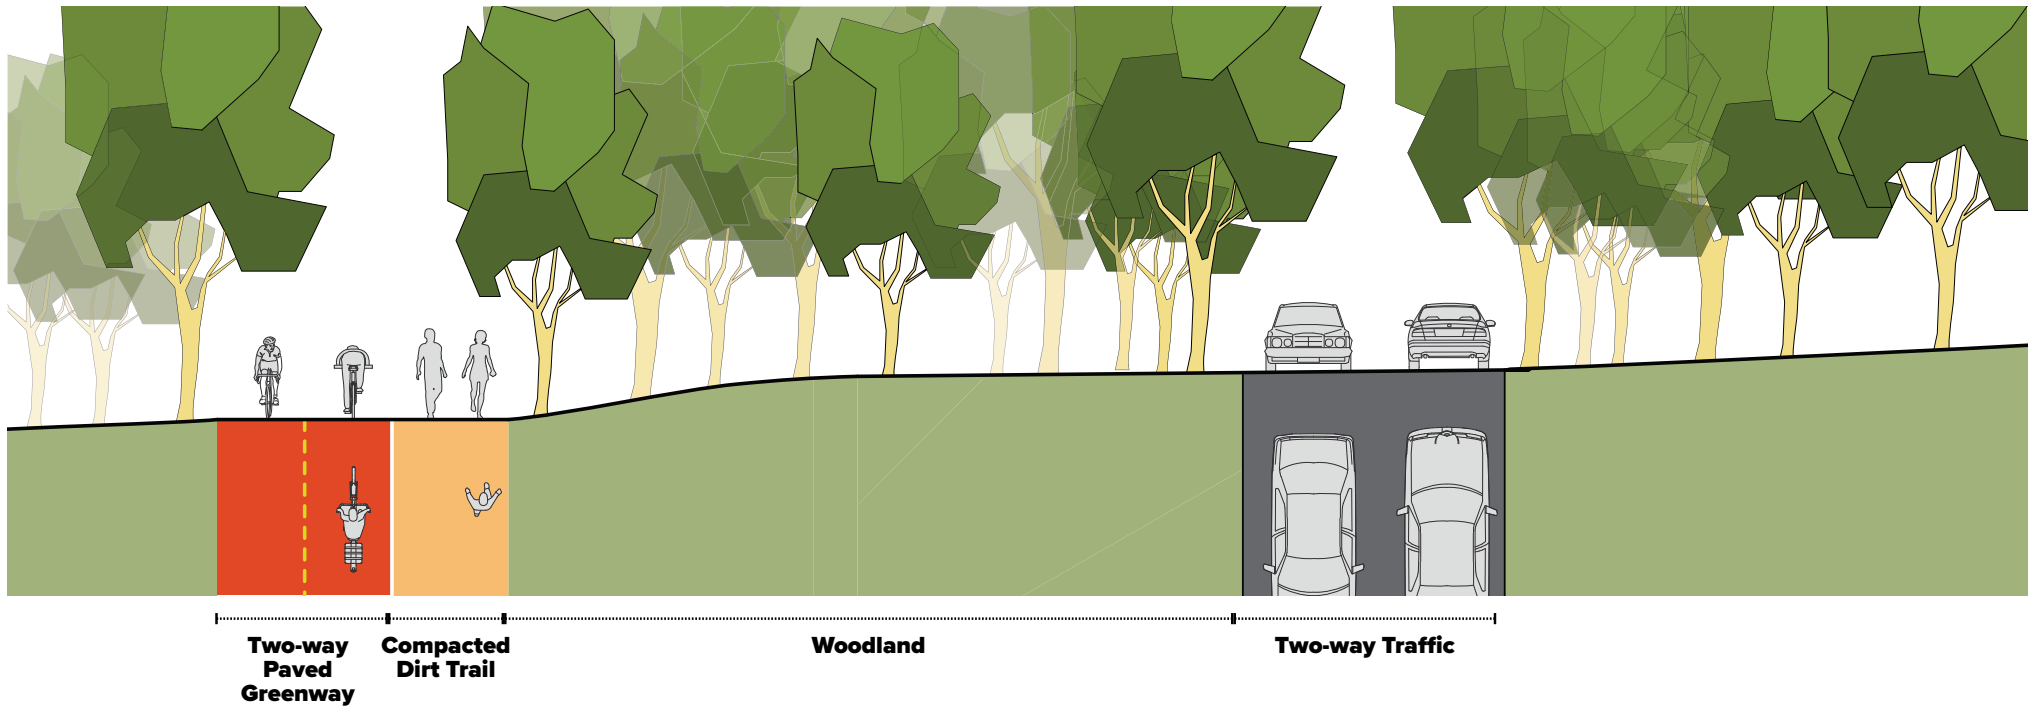 Two-way
Paved
Greenway
Compacted
Dirt Trail
Woodland
Two-way Traffic